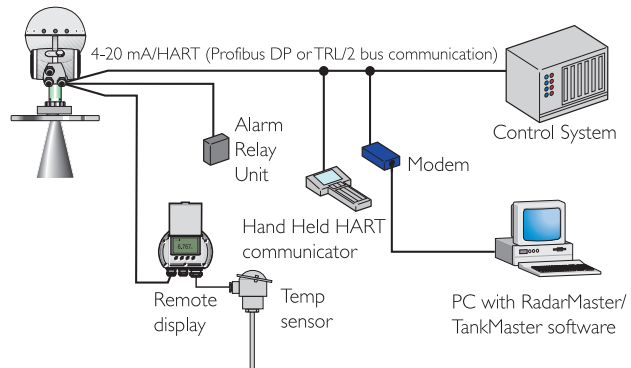 4-20 mA/HART (Profibus DP or TRL/2 bus communication)
Control System
Alarm
Relay
Unit
Modem
Hand Held HART
communicator
Remote
display
Temp
sensor
PC with RadarMaster/
TankMaster software